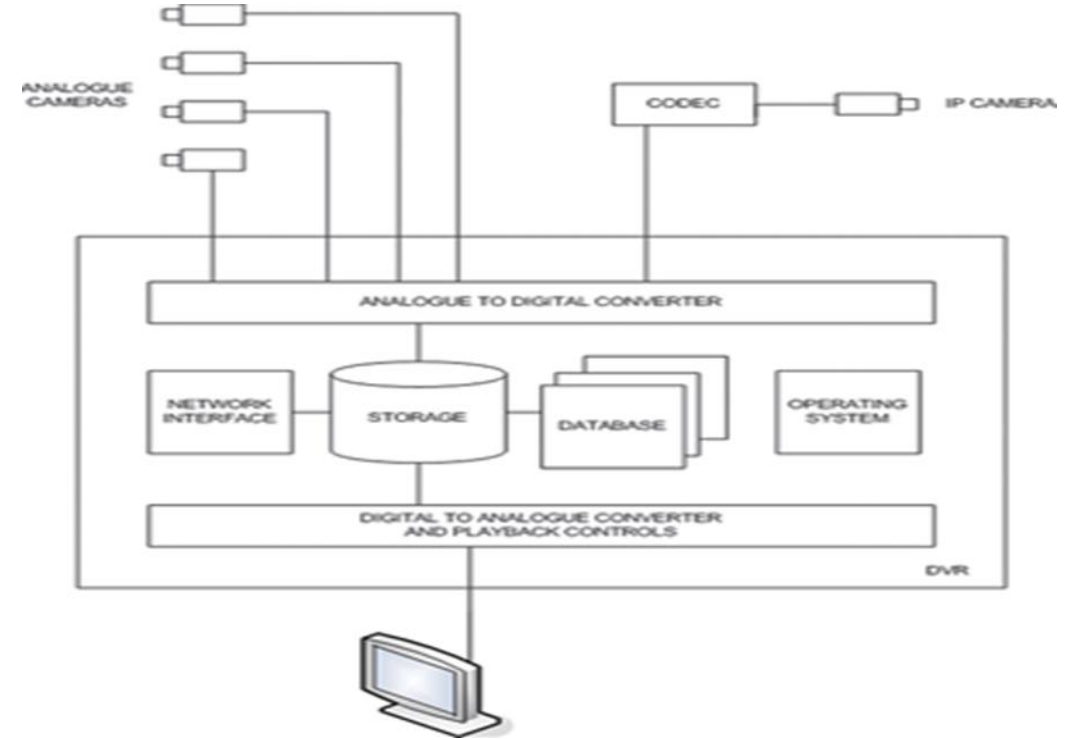 ANALOGUE
CAMERAS
CODEC
IP CAMERA
ANALOGUE TO DIGITAL CONVERTER
NETWORK
INTERFACE
STORAGE
DATABASE
OPERATING
SYSTEM
DIGITAL TO ANALOGUE CONVERTER
AND PLAYBACK CONTROLS
DVR